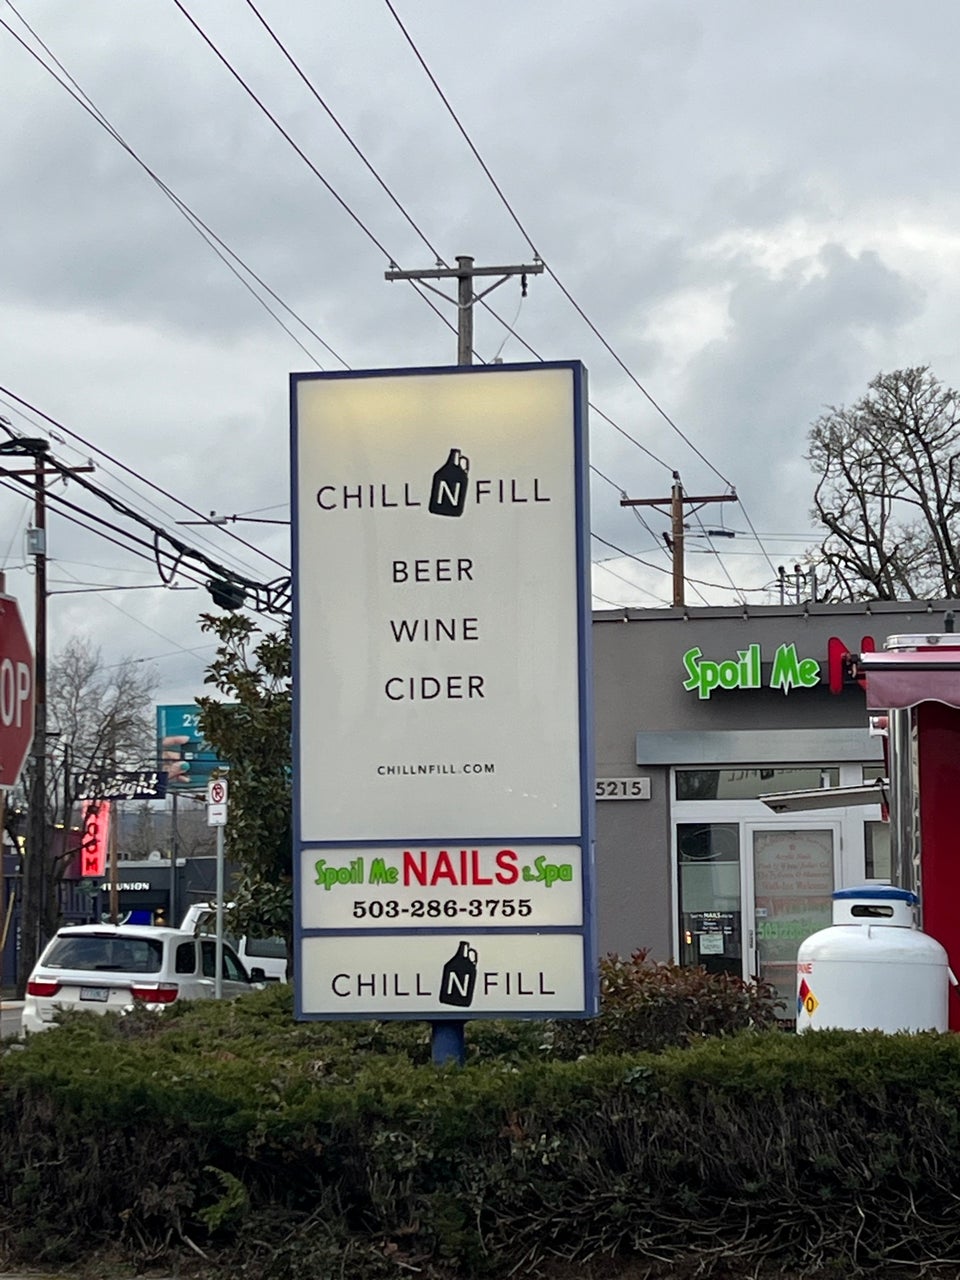 CHILL N FILL
BEER
WINE
CIDER
CHILLNFILL.COM
Spoil Me NAILS & Spa
503-286-3755
CHILL N FILL
Spoil Me
5215
OP
UNION